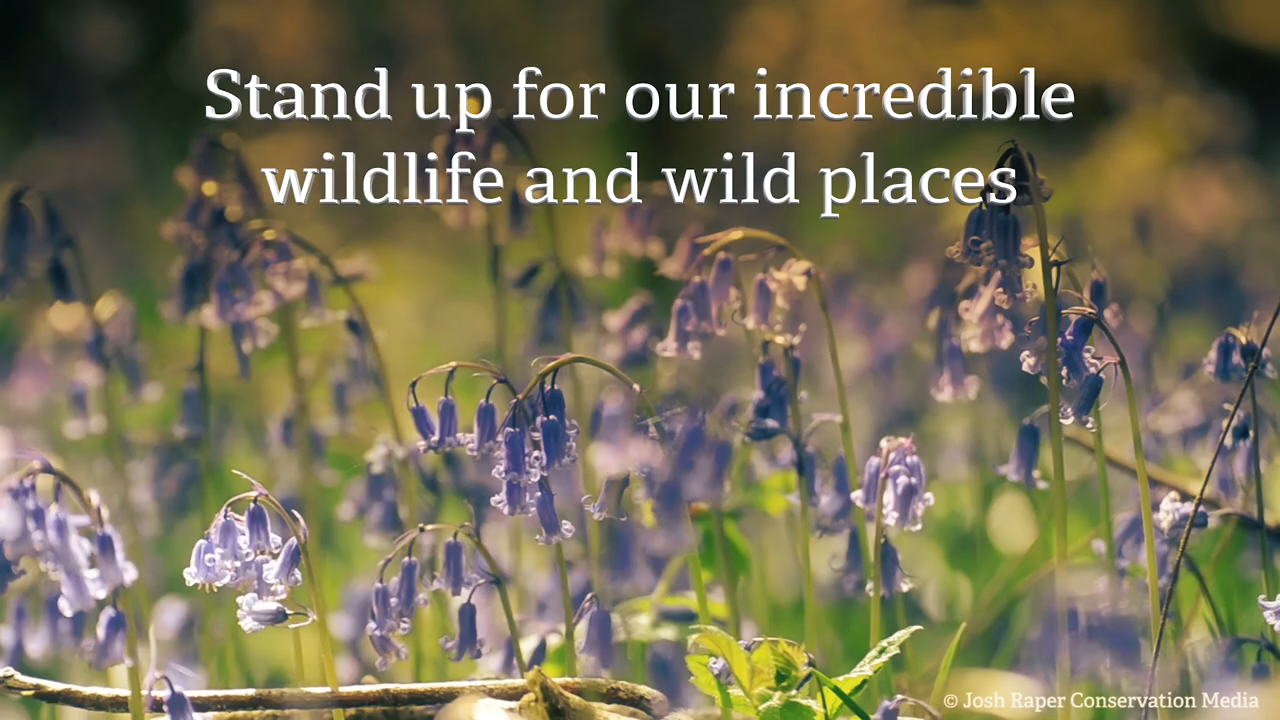 Stand up for our incredible
wildlife and wild places
© Josh Raper Conservation Media